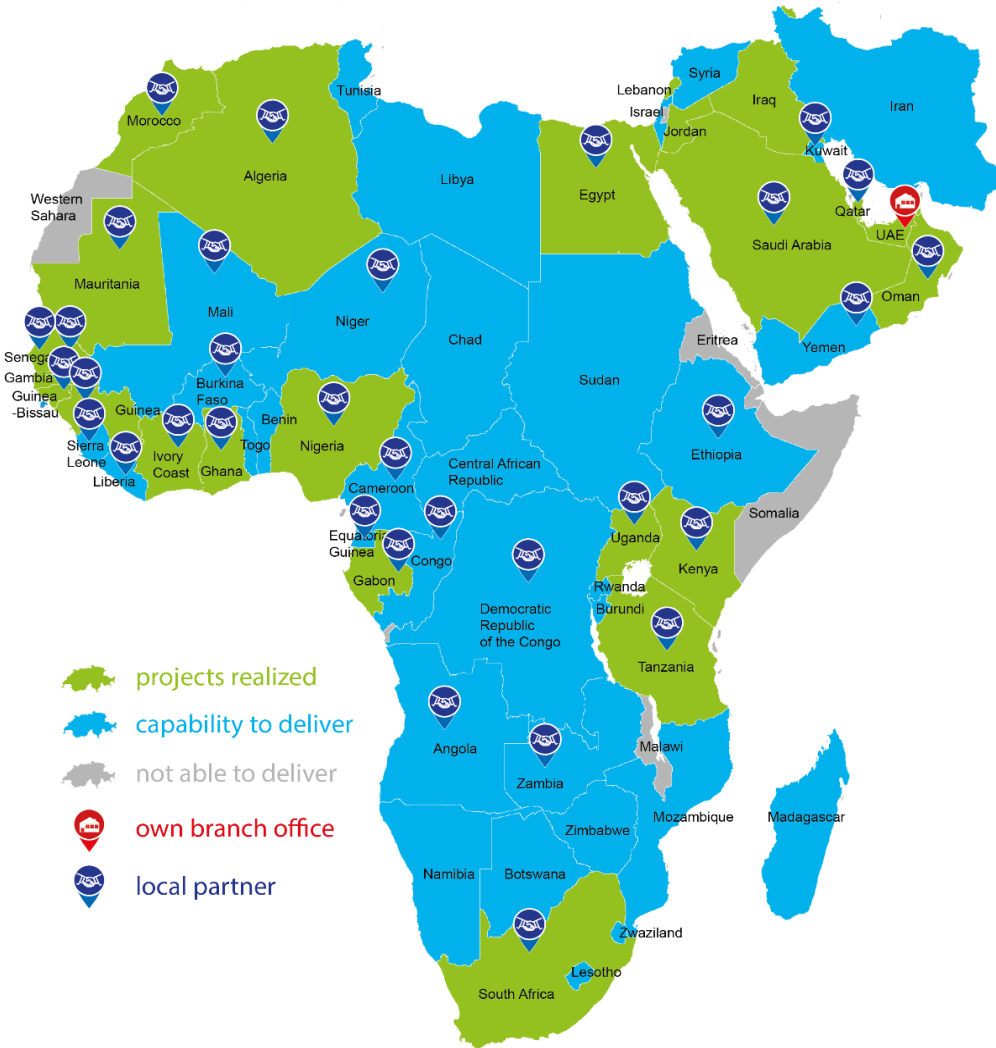 Tunisia
Morocco
Algeria
Libya
Egypt
Western
Sahara
Mauritania
Mali
Niger
Chad
Sudan
Eritrea
Lebanon
Syria
Israel
Jordan
Iraq
Iran
Kuwait
Qatar
UAE
Saudi Arabia
Oman
Yemen
Senega
Gambia
Guinea
-Bissau
Guinea
Sierra
Leone
Liberia
Burkina
Faso
Ivory
Coast
Ghana
Togo
Benin
Nigeria
Cameroon
Central African
Republic
Ethiopia
Somalia
Equatoria
Guinea
Gabon
Congo
Democratic
Republic
of the Congo
Uganda
Kenya
Rwanda
Burundi
Tanzania
Angola
Zambia
Malawi
Mozambique
Madagascar
Zimbabwe
Namibia
Botswana
Zwaziland
Lesotho
South Africa
projects realized
capability to deliver
not able to deliver
own branch office
local partner